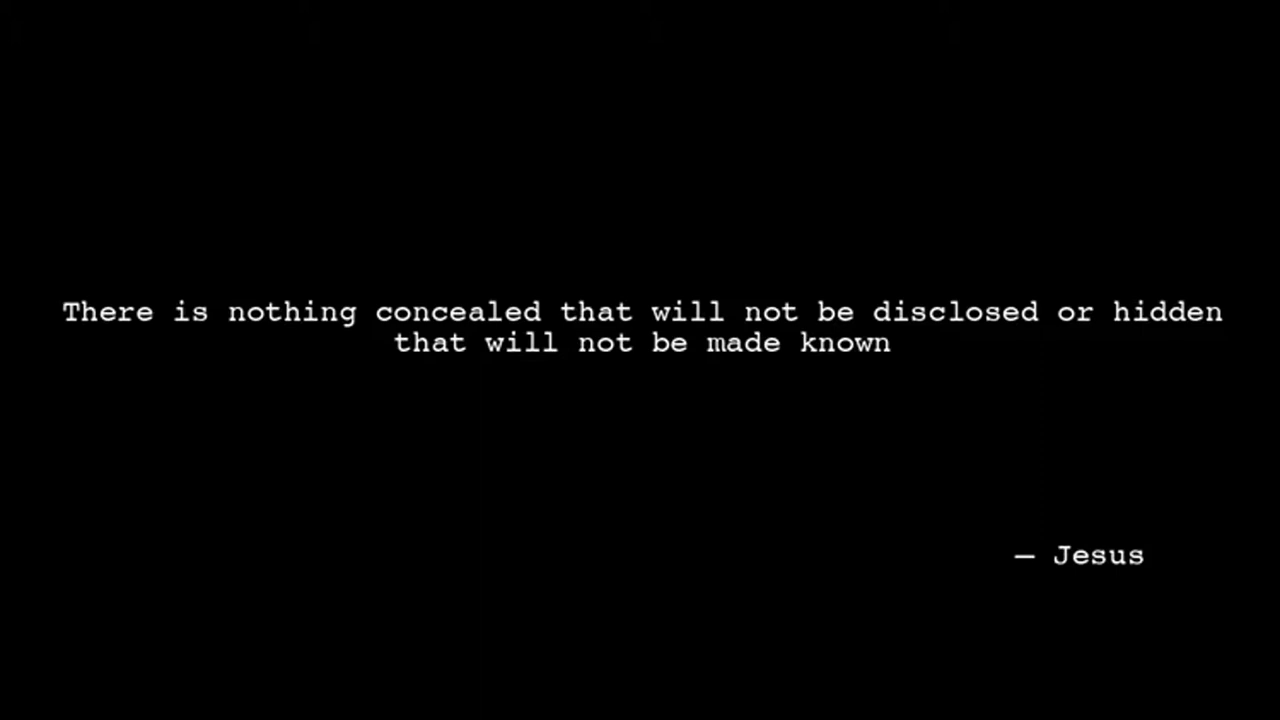 There is nothing concealed that will not be disclosed or hidden
that will not be made known
— Jesus